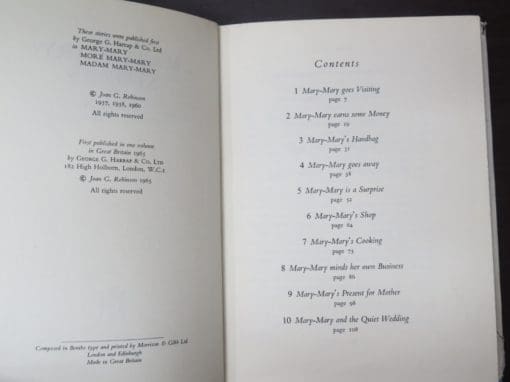 These stories were published first
by George G. Harrap & Co. Ltd
in MARY-MARY
MORE MARY-MARY
MADAM MARY-MARY
© Joan G. Robinson
1957, 1958, 1960
All rights reserved
First published in one volume
in Great Britain 1965
by GEORGE G. HARRAP & CO. LTD
182 High Holborn, London, W.C.1
© Joan G. Robinson 1965
All rights reserved
Composed in Bembo type and printed by Morrison & Gibb Ltd
London and Edinburgh
Made in Great Britain
Contents
1 Mary-Mary goes Visiting
page 7
2 Mary-Mary earns some Money
page 19
3 Mary-Mary's Handbag
page 31
4 Mary-Mary goes away
page 38
5 Mary-Mary is a Surprise
page 52
6 Mary-Mary's Shop
page 64
7 Mary-Mary's Cooking
page 75
8 Mary-Mary minds her own Business
page 86
9 Mary-Mary's Present for Mother
page 98
10 Mary-Mary and the Quiet Wedding
page 108